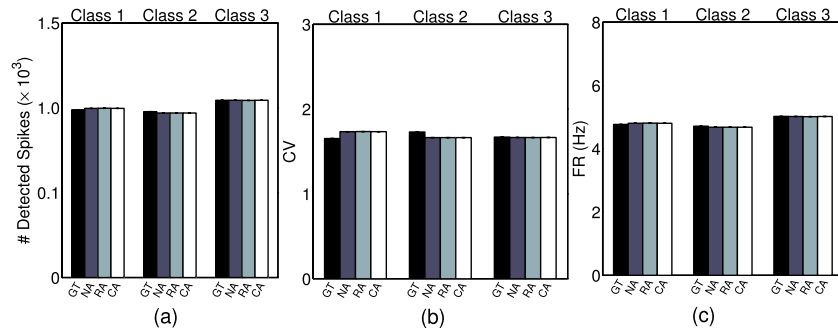 Class 1 Class 2 Class 3
1.5
1.0
0.1
0
# Detected Spikes (× 10³)
GT NA RA CA GT NA RA CA GT NA RA CA
(a)
Class 1 Class 2 Class 3
3
2
1
0
CV
GT NA RA CA GT NA RA CA GT NA RA CA
(b)
Class 1 Class 2 Class 3
8
6
4
2
0
FR (Hz)
GT NA RA CA GT NA RA CA GT NA RA CA
(c)